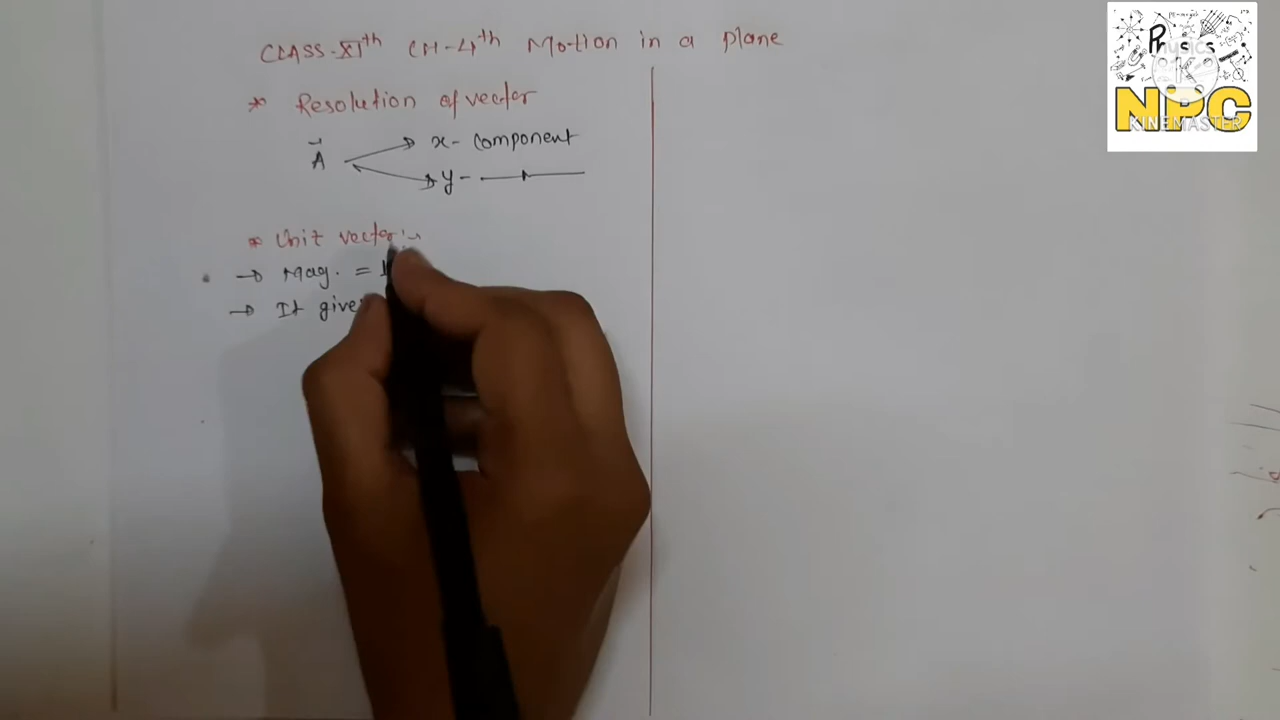 CLASS-XIth CH-4th Motion in a plane
* Resolution of vector
A → x- component
→ y- —"—
* Unit vector :-
→ Mag. = 1
→ It give
Physics
K
NPC
KINEMASTER